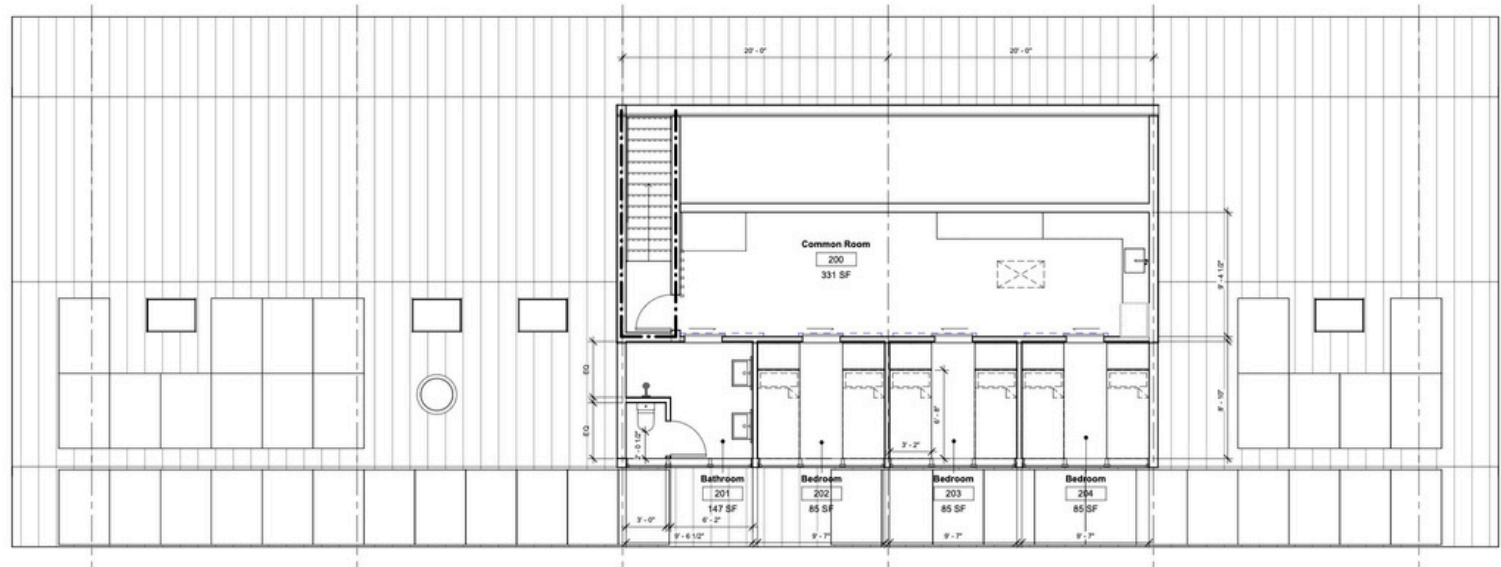 20' - 0" 20' - 0"
Common Room
200
331 SF
9' - 4 1/2"
EQ
EQ
2' - 0 1/2"
6' - 8"
3' - 2"
9' - 10"
Bathroom Bedroom Bedroom Bedroom
201 202 203 204
147 SF 85 SF 85 SF 85 SF
3' - 0" 6' - 2"
9' - 6 1/2" 9' - 7" 9' - 7" 9' - 7"